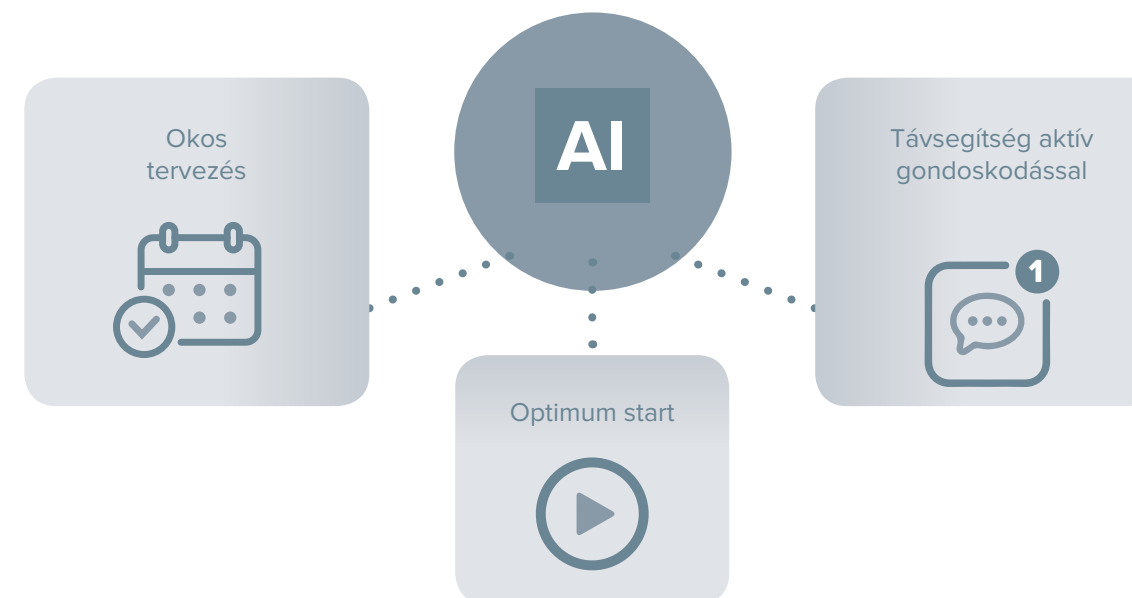 AI
Okos
tervezés
Távsegítség aktív
gondoskodással
1
Optimum start